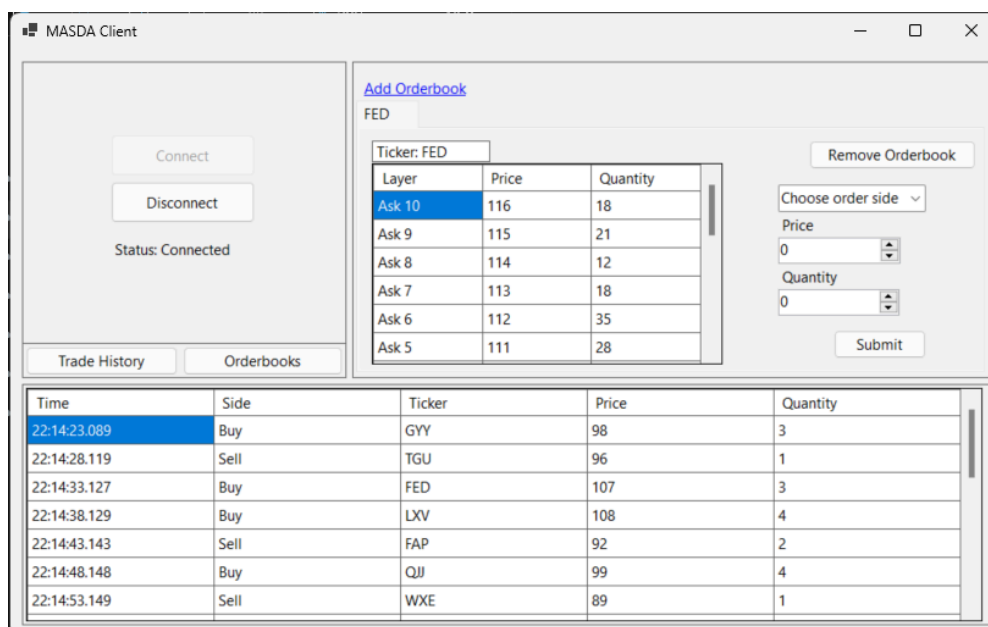 MASDA Client
Connect
Disconnect
Status: Connected
Trade History
Orderbooks
Add Orderbook
FED
Ticker: FED
Layer Price Quantity
Ask 10 116 18
Ask 9 115 21
Ask 8 114 12
Ask 7 113 18
Ask 6 112 35
Ask 5 111 28
Remove Orderbook
Choose order side
Price
0
Quantity
0
Submit
Time Side Ticker Price Quantity
22:14:23.089 Buy GYY 98 3
22:14:28.119 Sell TGU 96 1
22:14:33.127 Buy FED 107 3
22:14:38.129 Buy LXV 108 4
22:14:43.143 Sell FAP 92 2
22:14:48.148 Buy QJJ 99 4
22:14:53.149 Sell WXE 89 1